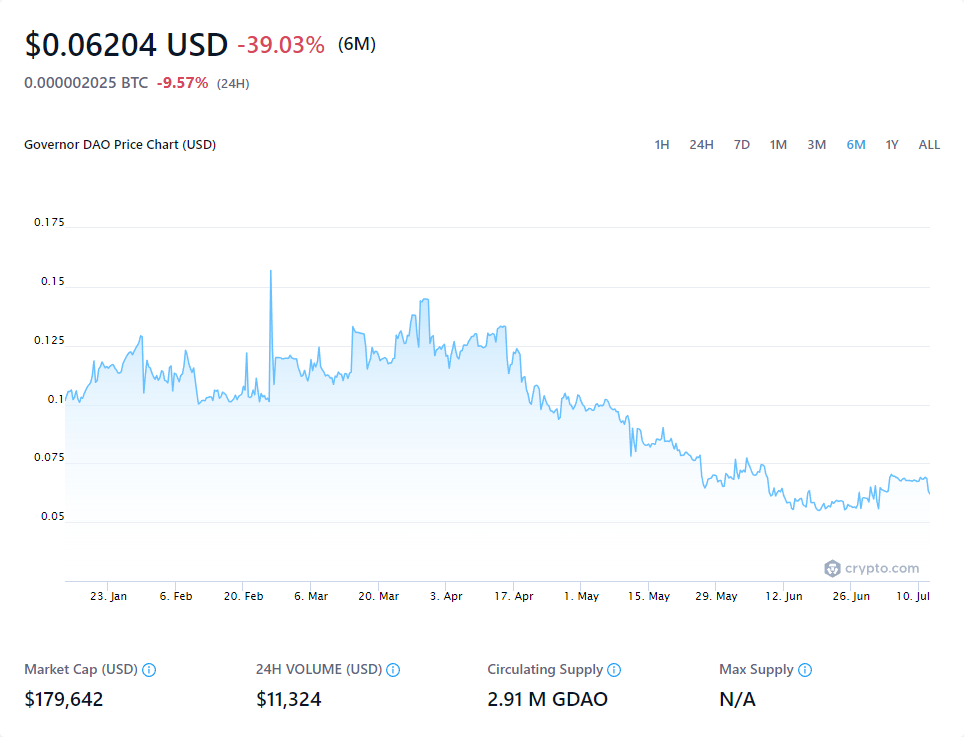 $0.06204 USD -39.03% (6M)
0.000002025 BTC -9.57% (24H)
Governor DAO Price Chart (USD)
1H 24H 7D 1M 3M 6M 1Y ALL
0.175
0.15
0.125
0.1
0.075
0.05
crypto.com
23. Jan 6. Feb 20. Feb 6. Mar 20. Mar 3. Apr 17. Apr 1. May 15. May 29. May 12. Jun 26. Jun 10. Jul
Market Cap (USD) 24H VOLUME (USD) Circulating Supply Max Supply
$179,642 $11,324 2.91 M GDAO N/A